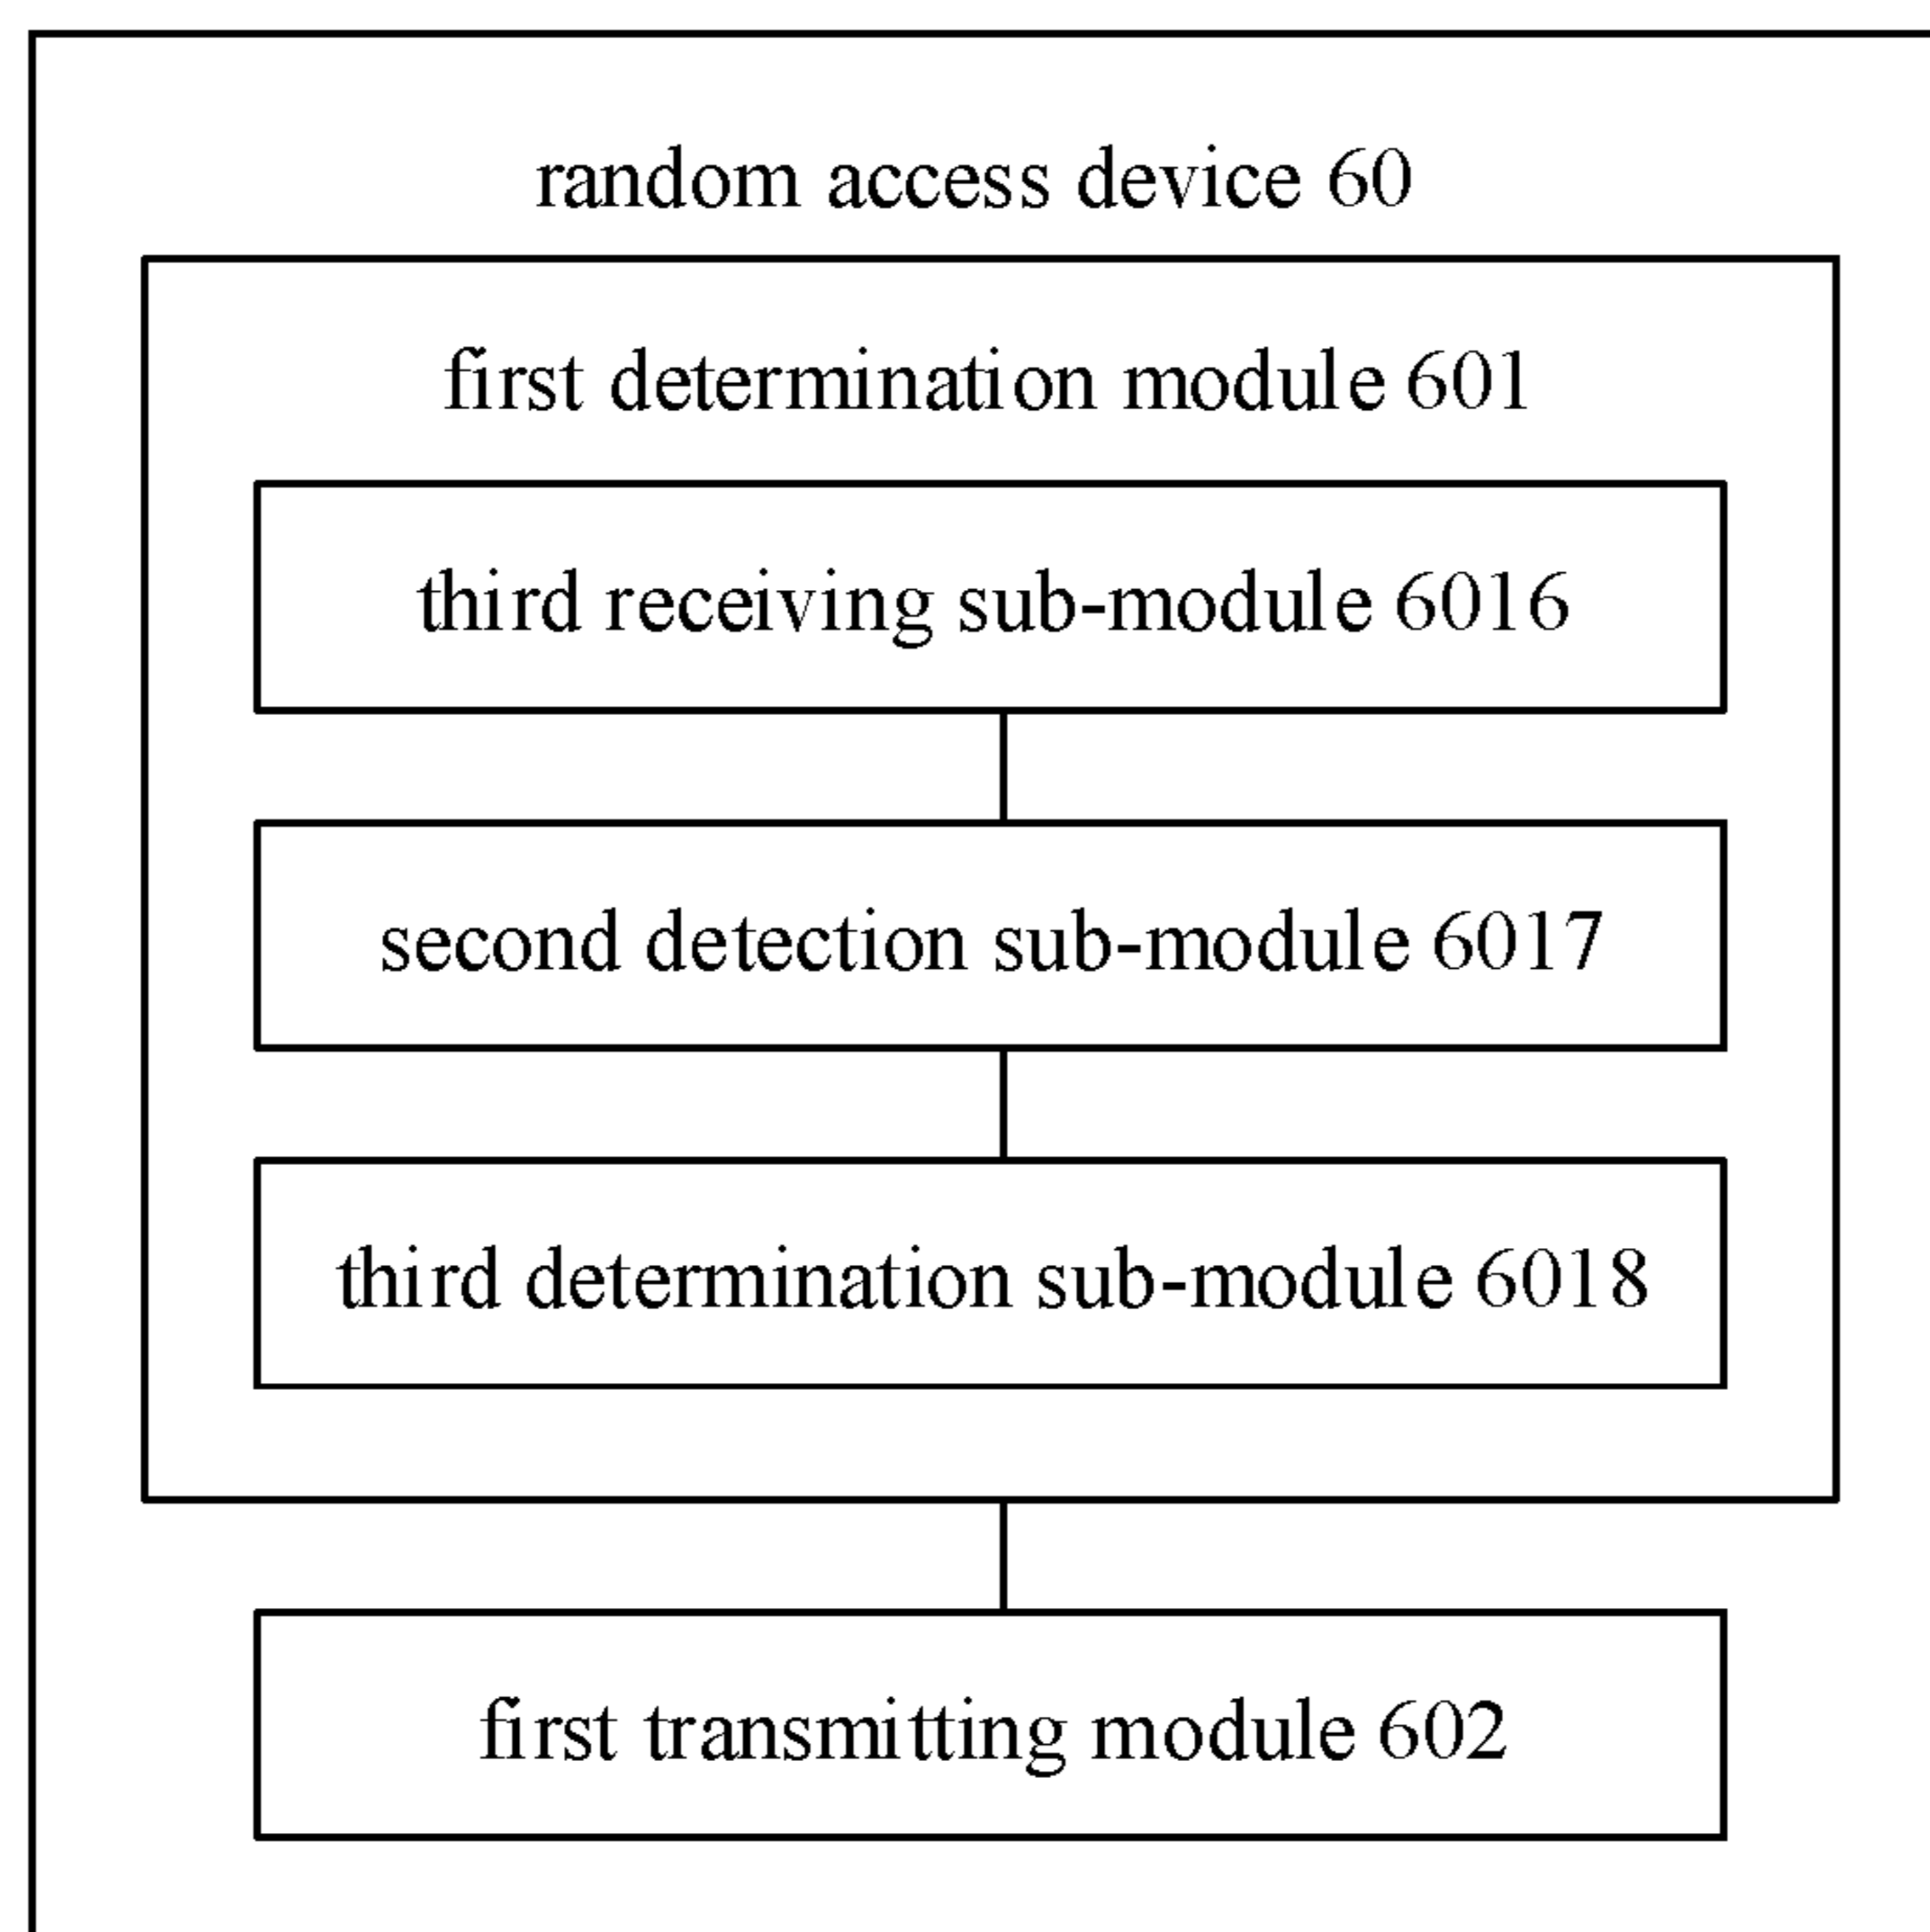 random access device 60
first determination module 601
third receiving sub-module 6016
second detection sub-module 6017
third determination sub-module 6018
first transmitting module 602